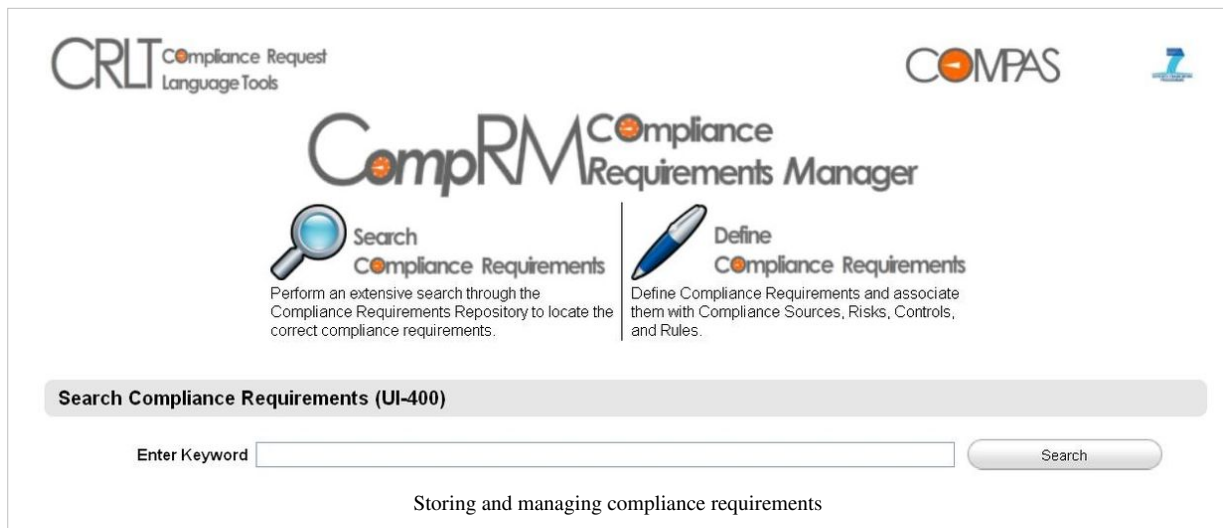 CRLT Compliance Request
Language Tools
COMPAS
7
CompRM Compliance
Requirements Manager
Search
Compliance Requirements
Perform an extensive search through the
Compliance Requirements Repository to locate the
correct compliance requirements.
Define
Compliance Requirements
Define Compliance Requirements and associate
them with Compliance Sources, Risks, Controls,
and Rules.
Search Compliance Requirements (UI-400)
Enter Keyword
Search
Storing and managing compliance requirements